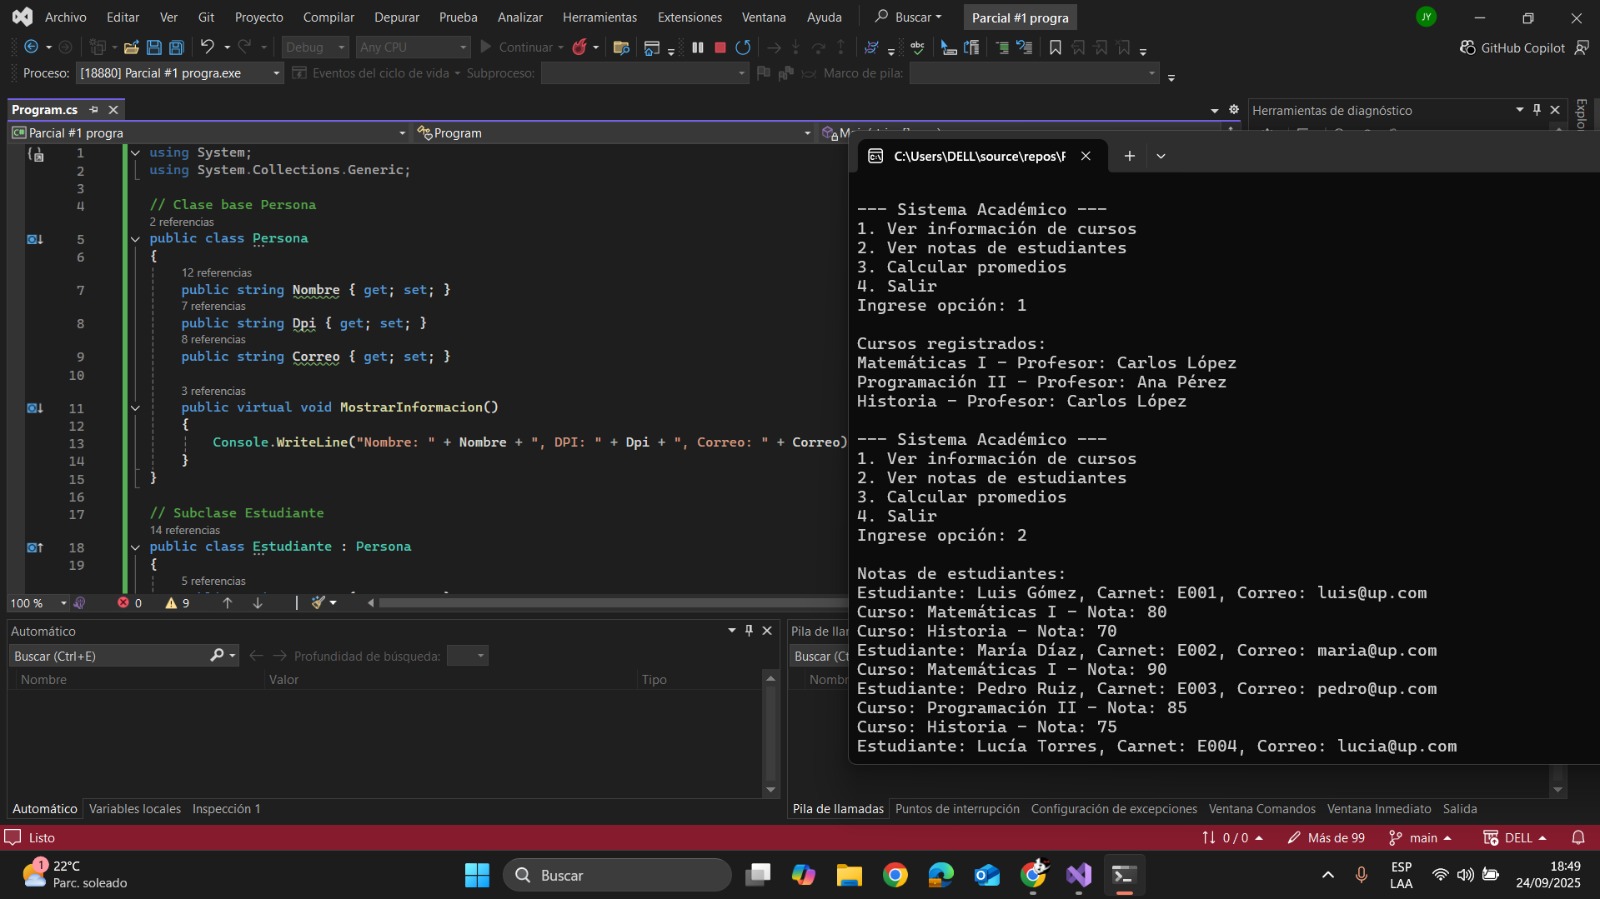 Archivo Editar Ver Git Proyecto Compilar Depurar Prueba Analizar Herramientas Extensiones Ventana Ayuda Buscar Parcial #1 progra JY
Debug Any CPU Continuar GitHub Copilot
Proceso: [18880] Parcial #1 progra.exe Eventos del ciclo de vida Subproceso: Marco de pila:
Program.cs Herramientas de diagnóstico
Parcial #1 progra Program
1 using System;
2 using System.Collections.Generic;
3
4 // Clase base Persona
2 referencias
5 public class Persona
6 {
12 referencias
7 public string Nombre { get; set; }
7 referencias
8 public string Dpi { get; set; }
8 referencias
9 public string Correo { get; set; }
10
3 referencias
11 public virtual void MostrarInformacion()
12 {
13 Console.WriteLine("Nombre: " + Nombre + ", DPI: " + Dpi + ", Correo: " + Correo)
14 }
15 }
16
17 // Subclase Estudiante
14 referencias
18 public class Estudiante : Persona
19 {
5 referencias
100 % 0 9
C:\Users\DELL\source\repos\F
--- Sistema Académico ---
1. Ver información de cursos
2. Ver notas de estudiantes
3. Calcular promedios
4. Salir
Ingrese opción: 1
Cursos registrados:
Matemáticas I - Profesor: Carlos López
Programación II - Profesor: Ana Pérez
Historia - Profesor: Carlos López
--- Sistema Académico ---
1. Ver información de cursos
2. Ver notas de estudiantes
3. Calcular promedios
4. Salir
Ingrese opción: 2
Notas de estudiantes:
Estudiante: Luis Gómez, Carnet: E001, Correo: luis@up.com
Curso: Matemáticas I - Nota: 80
Curso: Historia - Nota: 70
Estudiante: María Díaz, Carnet: E002, Correo: maria@up.com
Curso: Matemáticas I - Nota: 90
Estudiante: Pedro Ruiz, Carnet: E003, Correo: pedro@up.com
Curso: Programación II - Nota: 85
Curso: Historia - Nota: 75
Estudiante: Lucía Torres, Carnet: E004, Correo: lucia@up.com
Automático
Buscar (Ctrl+E) Profundidad de búsqueda:
Nombre Valor Tipo
Automático Variables locales Inspección 1
Pila de llamadas Puntos de interrupción Configuración de excepciones Ventana Comandos Ventana Inmediato Salida
Listo 0 / 0 Más de 99 main DELL
1 22°C
Parc. soleado
Buscar
ESP
LAA
18:49
24/09/2025